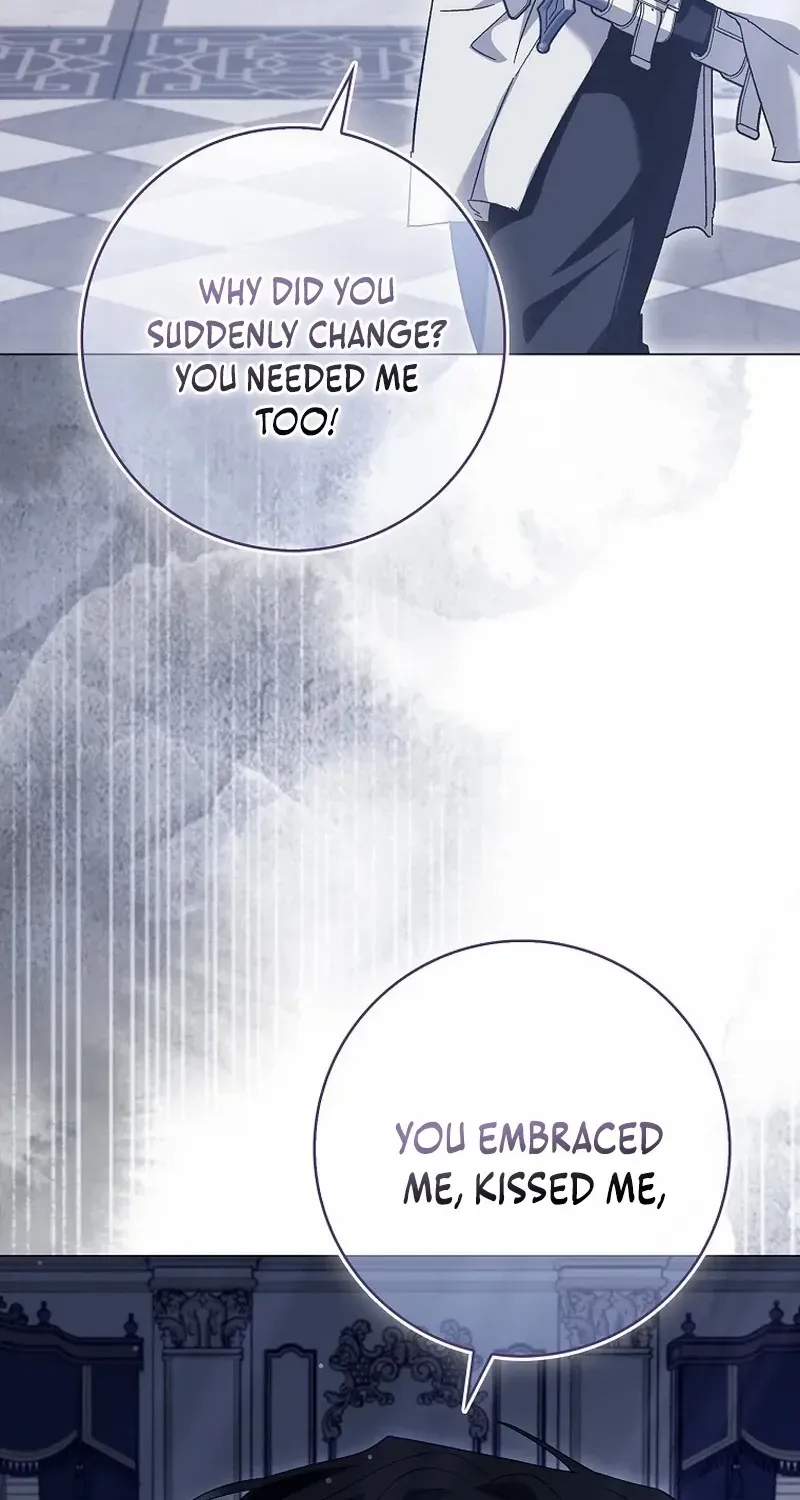 WHY DID YOU
SUDDENLY CHANGE?
YOU NEEDED ME
TOO!
YOU EMBRACED
ME, KISSED ME,